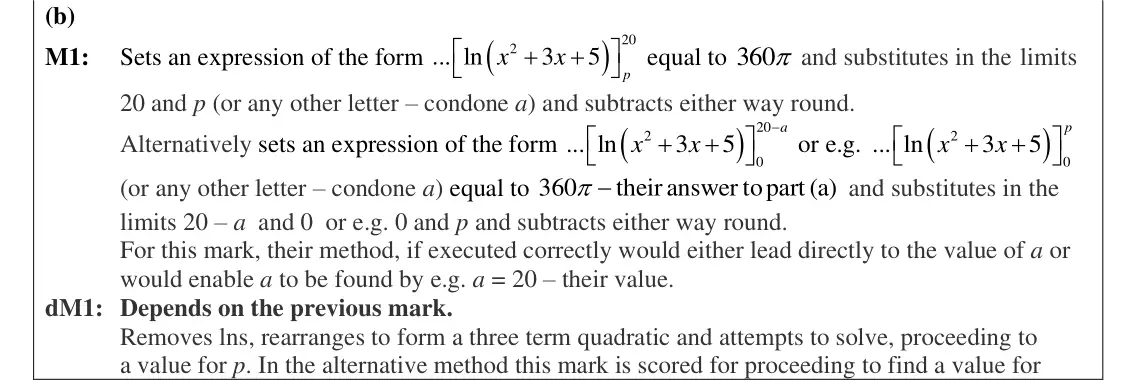 (b)
M1: Sets an expression of the form ...[ln(x² + 3x + 5)]²⁰ₚ equal to 360π and substitutes in the limits
20 and p (or any other letter – condone a) and subtracts either way round.
Alternatively sets an expression of the form ...[ln(x² + 3x + 5)]₀²⁰⁻ᵃ or e.g. ...[ln(x² + 3x + 5)]₀ᵖ
(or any other letter – condone a) equal to 360π – their answer to part (a) and substitutes in the
limits 20 – a and 0 or e.g. 0 and p and subtracts either way round.
For this mark, their method, if executed correctly would either lead directly to the value of a or
would enable a to be found by e.g. a = 20 – their value.
dM1: Depends on the previous mark.
Removes lns, rearranges to form a three term quadratic and attempts to solve, proceeding to
a value for p. In the alternative method this mark is scored for proceeding to find a value for